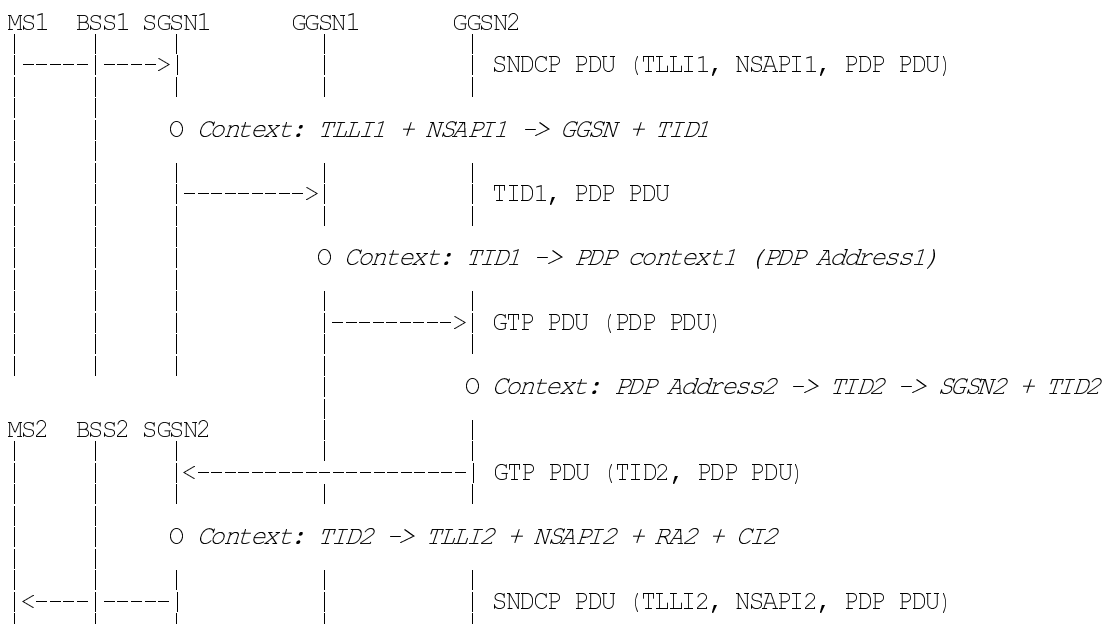 MS1 BSS1 SGSN1 GGSN1 GGSN2
SNDCP PDU (TLLI1, NSAPI1, PDP PDU)
O Context: TLLI1 + NSAPI1 -> GGSN + TID1
TID1, PDP PDU
O Context: TID1 -> PDP context1 (PDP Address1)
GTP PDU (PDP PDU)
O Context: PDP Address2 -> TID2 -> SGSN2 + TID2
MS2 BSS2 SGSN2
GTP PDU (TID2, PDP PDU)
O Context: TID2 -> TLLI2 + NSAPI2 + RA2 + CI2
SNDCP PDU (TLLI2, NSAPI2, PDP PDU)